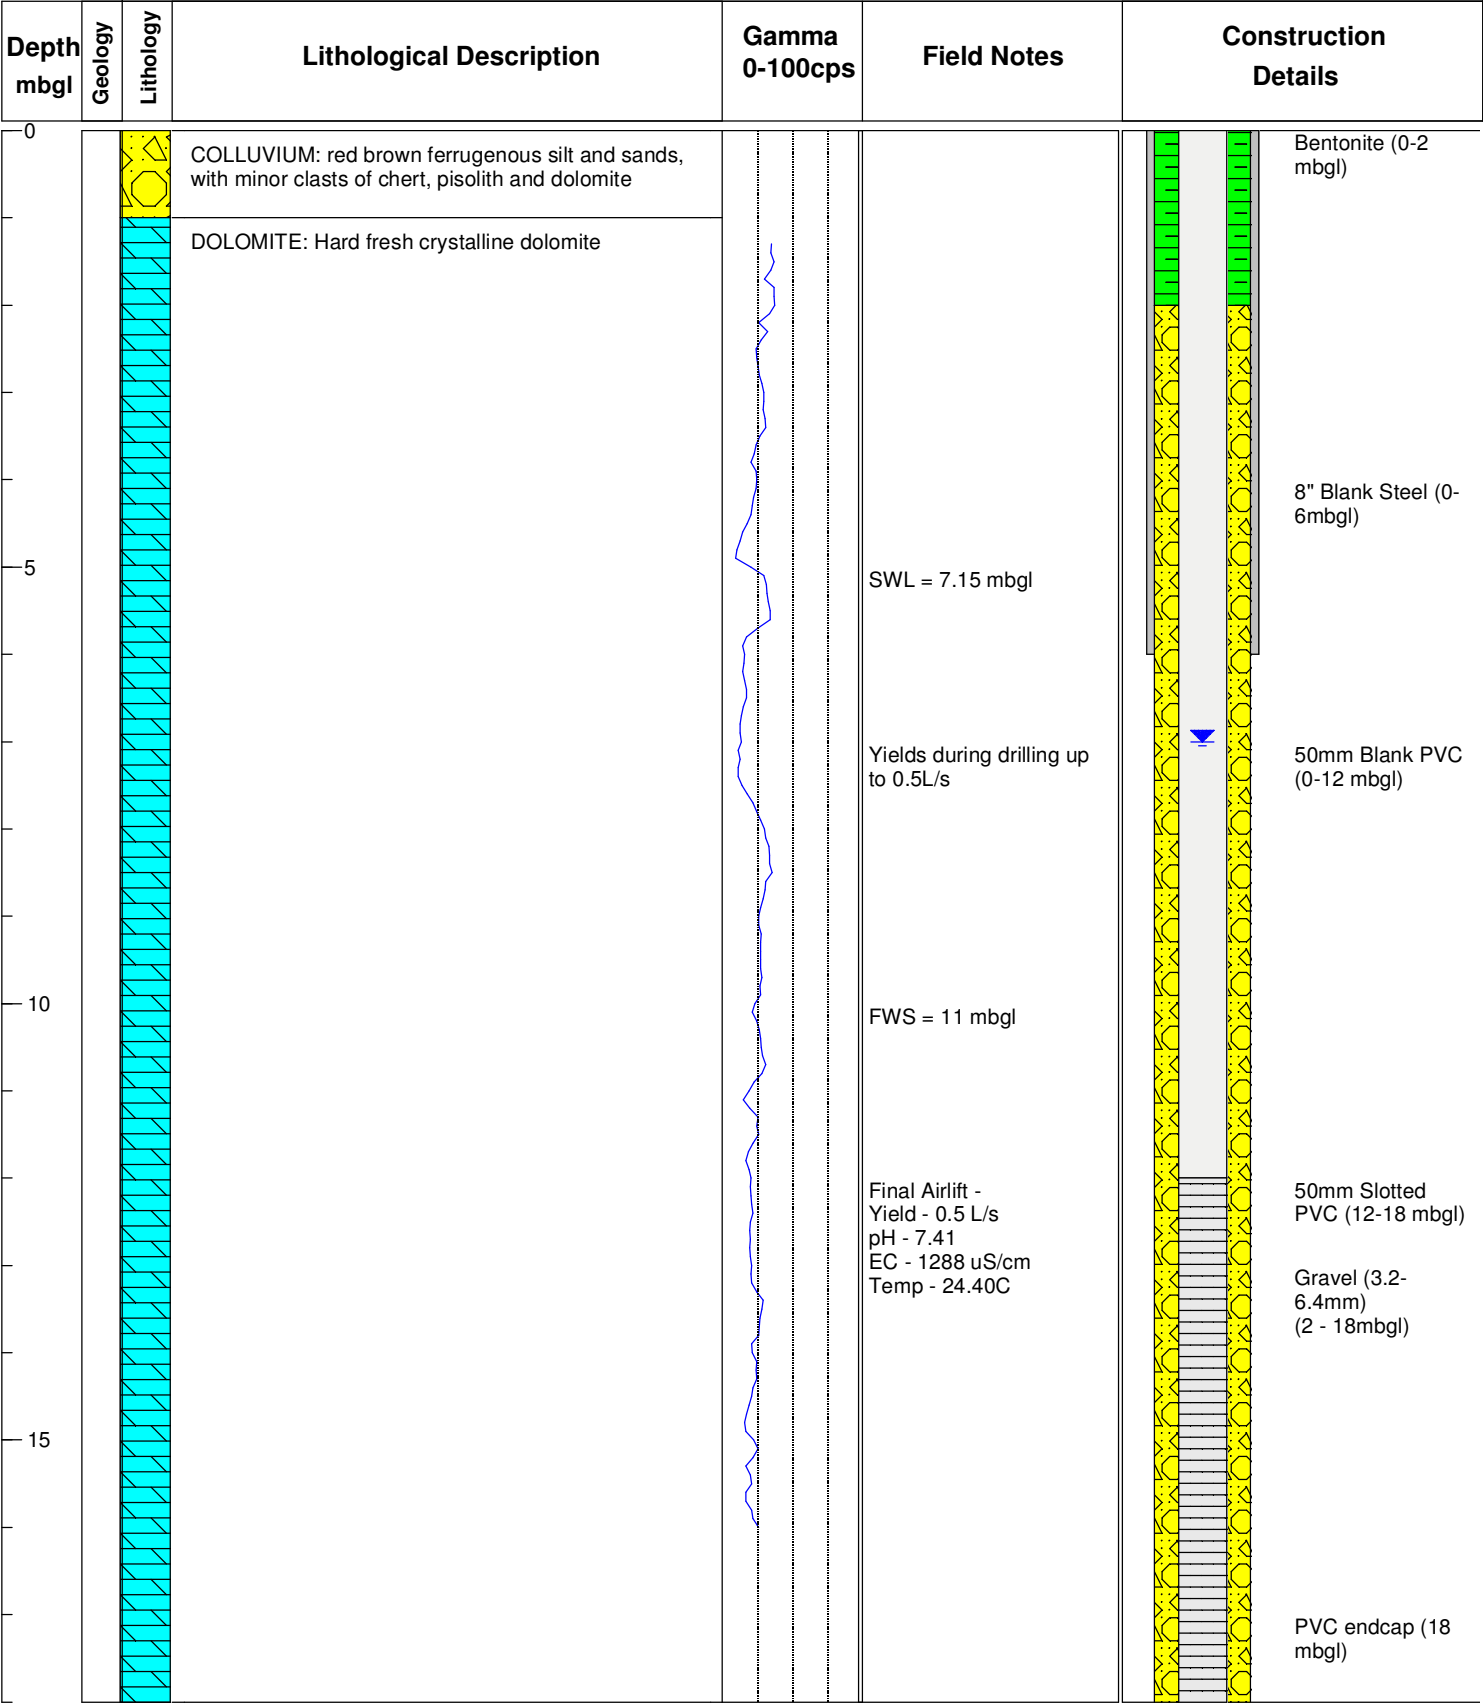 Depth
mbgl
Geology
Lithology
Lithological Description
Gamma
0-100cps
Field Notes
Construction
Details
0
COLLUVIUM: red brown ferrugenous silt and sands,
with minor clasts of chert, pisolith and dolomite
Bentonite (0-2
mbgl)
DOLOMITE: Hard fresh crystalline dolomite
8" Blank Steel (0-
6mbgl)
5
SWL = 7.15 mbgl
Yields during drilling up
to 0.5L/s
50mm Blank PVC
(0-12 mbgl)
10
FWS = 11 mbgl
Final Airlift -
Yield - 0.5 L/s
pH - 7.41
EC - 1288 uS/cm
Temp - 24.40C
50mm Slotted
PVC (12-18 mbgl)
Gravel (3.2-
6.4mm)
(2 - 18mbgl)
15
PVC endcap (18
mbgl)